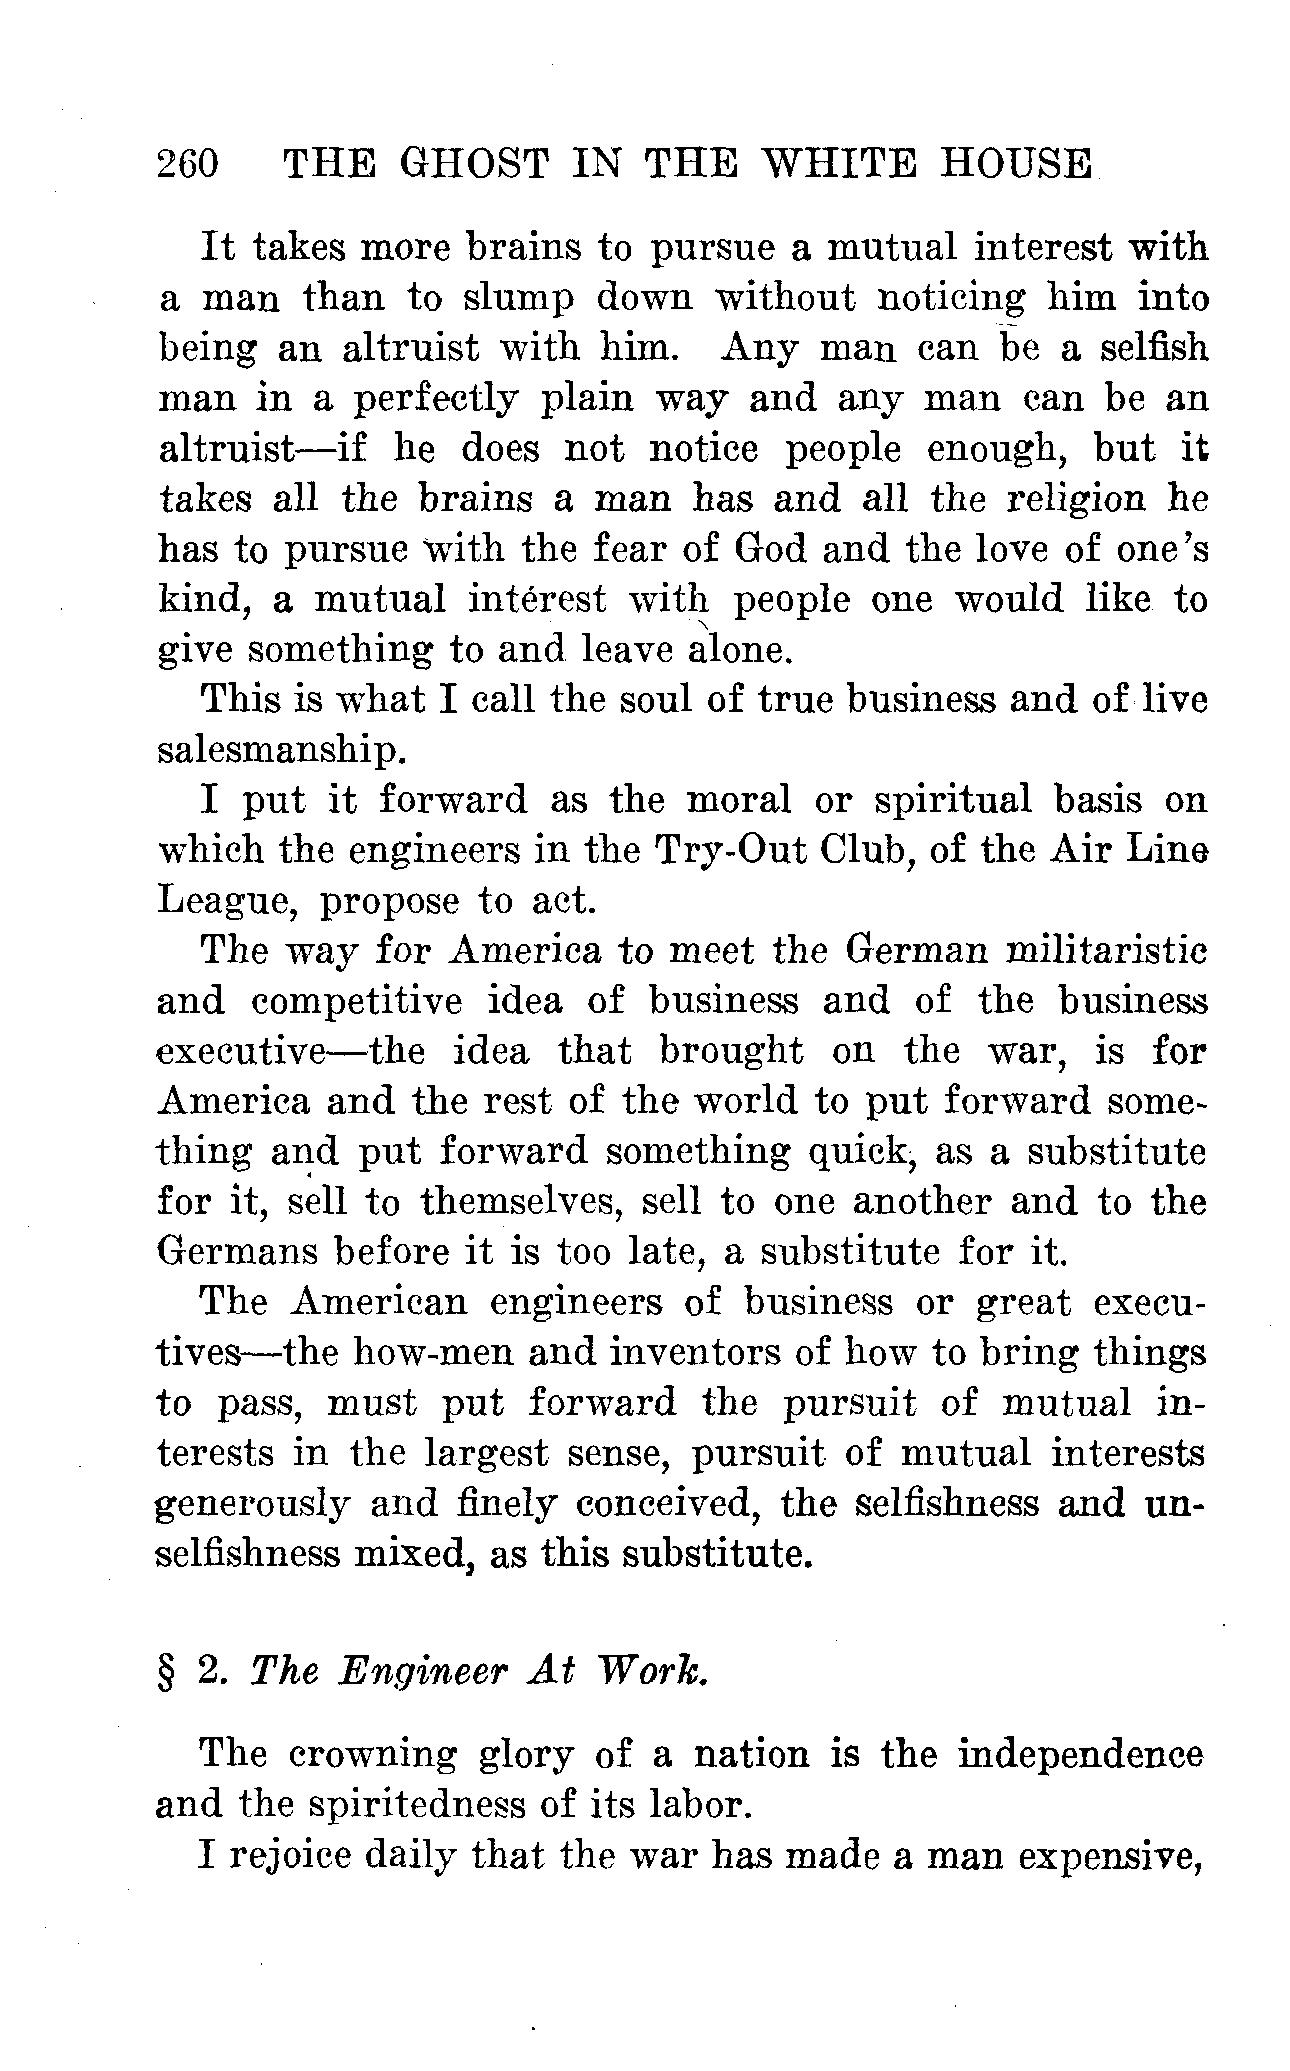 260 THE GHOST IN THE WHITE HOUSE
It takes more brains to pursue a mutual interest with
a man than to slump down without noticing him into
being an altruist with him. Any man can be a selfish
man in a perfectly plain way and any man can be an
altruist—if he does not notice people enough, but it
takes all the brains a man has and all the religion he
has to pursue with the fear of God and the love of one's
kind, a mutual interest with people one would like to
give something to and leave alone.
This is what I call the soul of true business and of live
salesmanship.
I put it forward as the moral or spiritual basis on
which the engineers in the Try-Out Club, of the Air Line
League, propose to act.
The way for America to meet the German militaristic
and competitive idea of business and of the business
executive—the idea that brought on the war, is for
America and the rest of the world to put forward some-
thing and put forward something quick, as a substitute
for it, sell to themselves, sell to one another and to the
Germans before it is too late, a substitute for it.
The American engineers of business or great execu-
tives—the how-men and inventors of how to bring things
to pass, must put forward the pursuit of mutual in-
terests in the largest sense, pursuit of mutual interests
generously and finely conceived, the selfishness and un-
selfishness mixed, as this substitute.
§ 2. The Engineer At Work.
The crowning glory of a nation is the independence
and the spiritedness of its labor.
I rejoice daily that the war has made a man expensive,